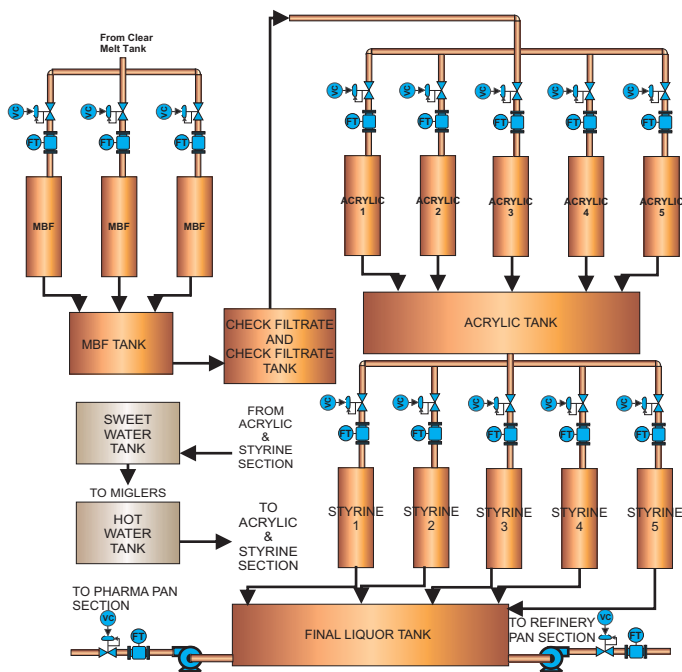 From Clear
Melt Tank
VC
VC
VC
FT
FT
FT
MBF
MBF
MBF
MBF TANK
CHECK FILTRATE
AND
CHECK FILTRATE
TANK
VC
VC
VC
VC
VC
FT
FT
FT
FT
FT
ACRYLIC
1
ACRYLIC
2
ACRYLIC
3
ACRYLIC
4
ACRYLIC
5
ACRYLIC TANK
VC
VC
VC
VC
VC
FT
FT
FT
FT
FT
STYRINE
1
STYRINE
2
STYRINE
3
STYRINE
4
STYRINE
5
SWEET
WATER
TANK
FROM
ACRYLIC
&
STYRINE
SECTION
TO MIGLERS
HOT
WATER
TANK
TO
ACRYLIC
&
STYRINE
SECTION
TO PHARMA PAN
SECTION
VC
FT
FINAL LIQUOR TANK
TO REFINERY
PAN SECTION
VC
FT